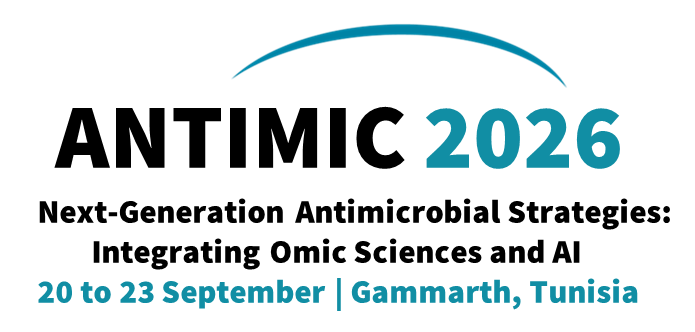 ANTIMIC 2026
Next-Generation Antimicrobial Strategies:
Integrating Omic Sciences and AI
20 to 23 September | Gammarth, Tunisia